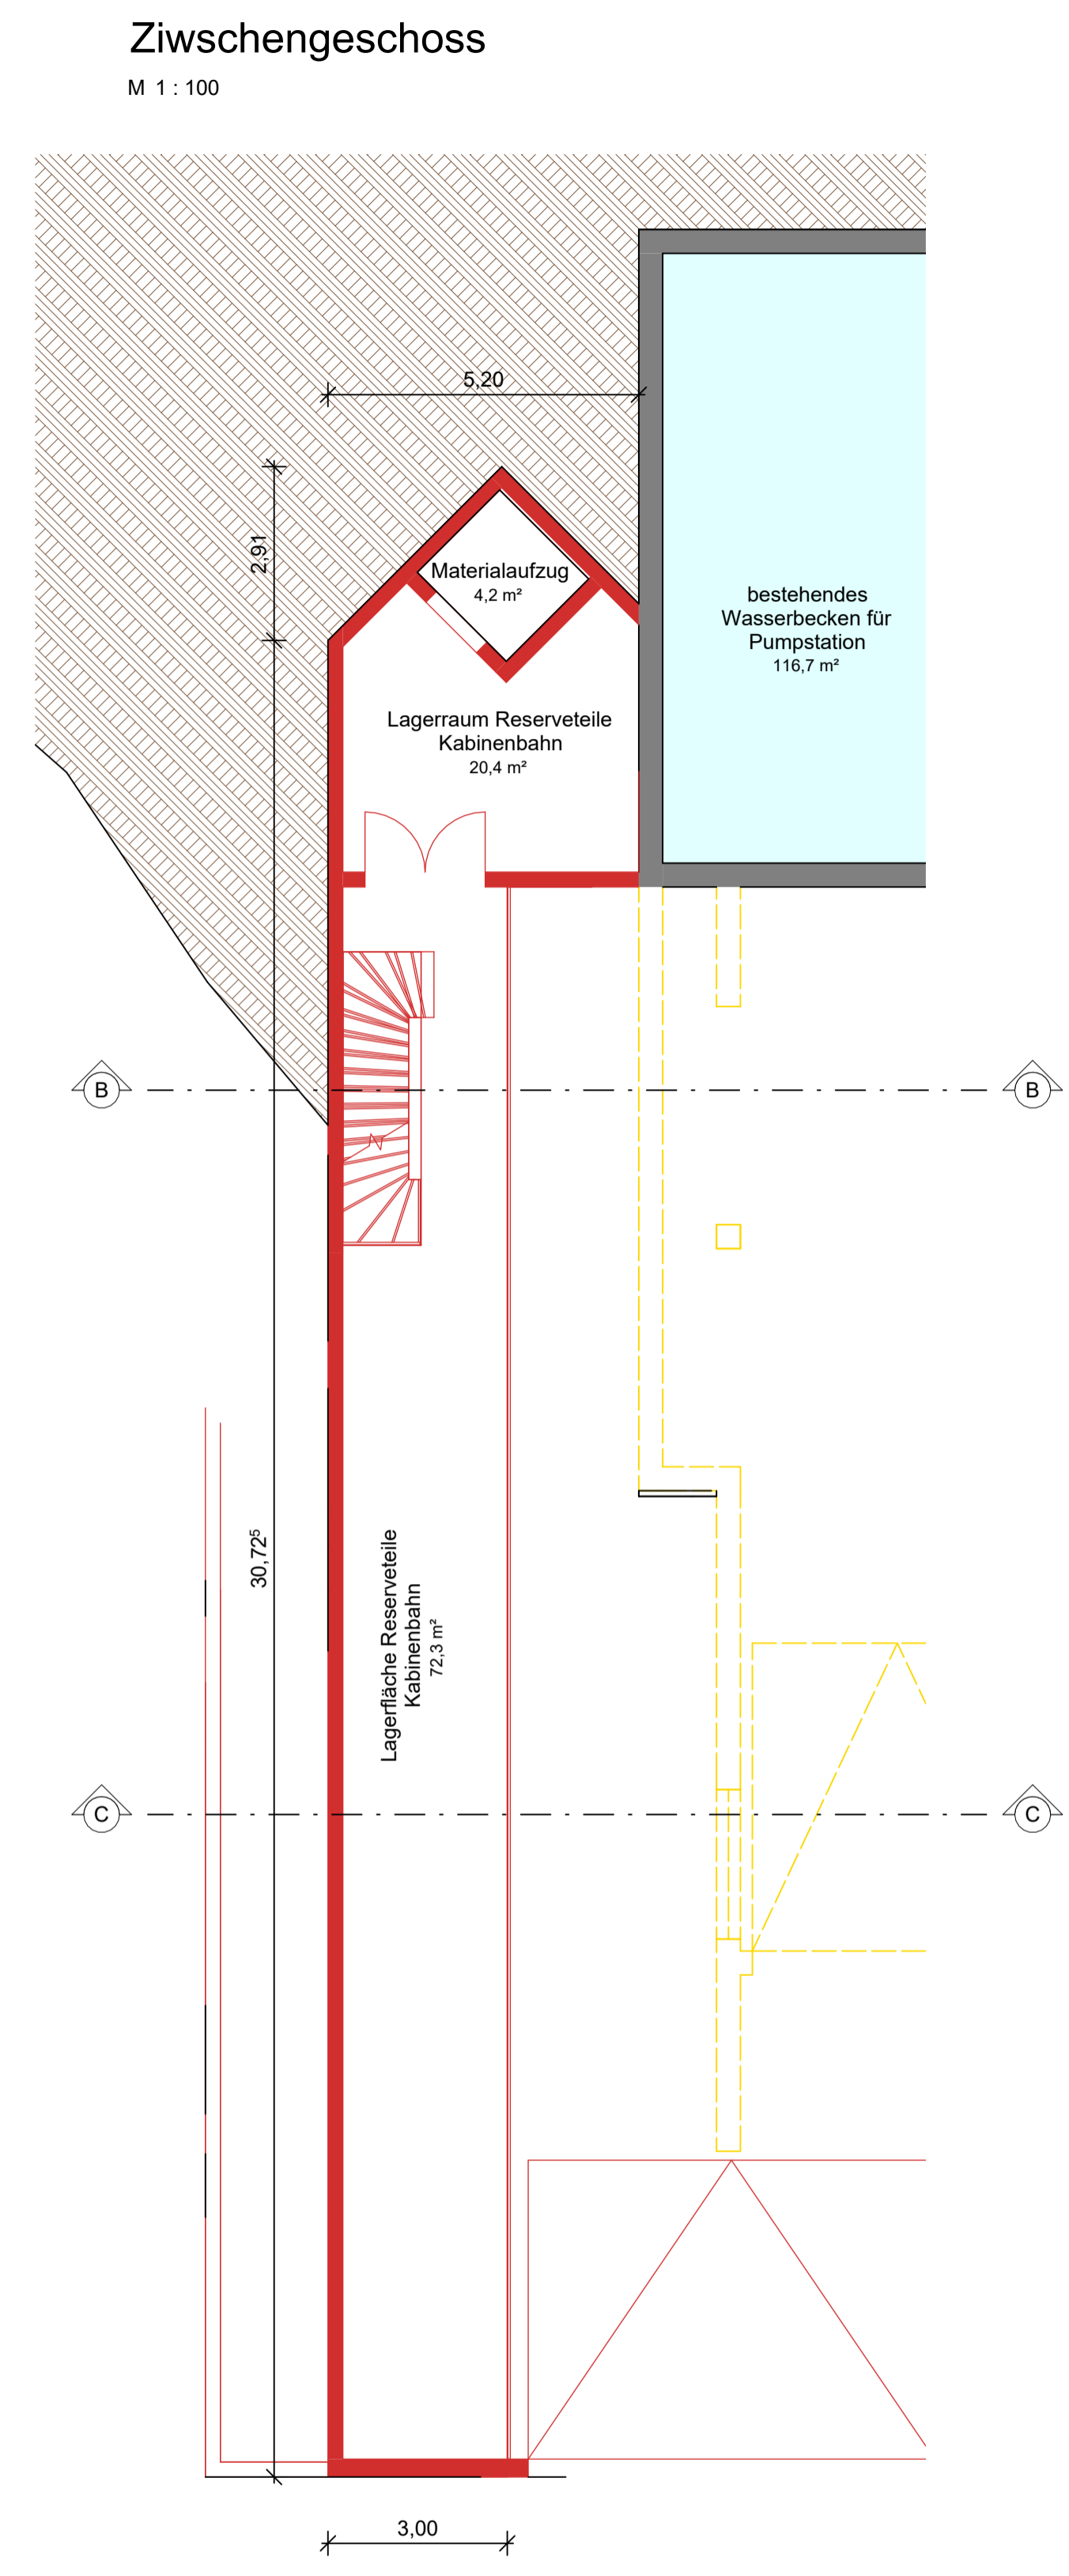 Ziwschengeschoss
M 1 : 100
5,20
2,91
Materialaufzug
4,2 m²
bestehendes
Wasserbecken für
Pumpstation
116,7 m²
Lagerraum Reserveteile
Kabinenbahn
20,4 m²
B
B
30,72⁵
Lagerfläche Reserveteile
Kabinenbahn
72,3 m²
C
C
3,00